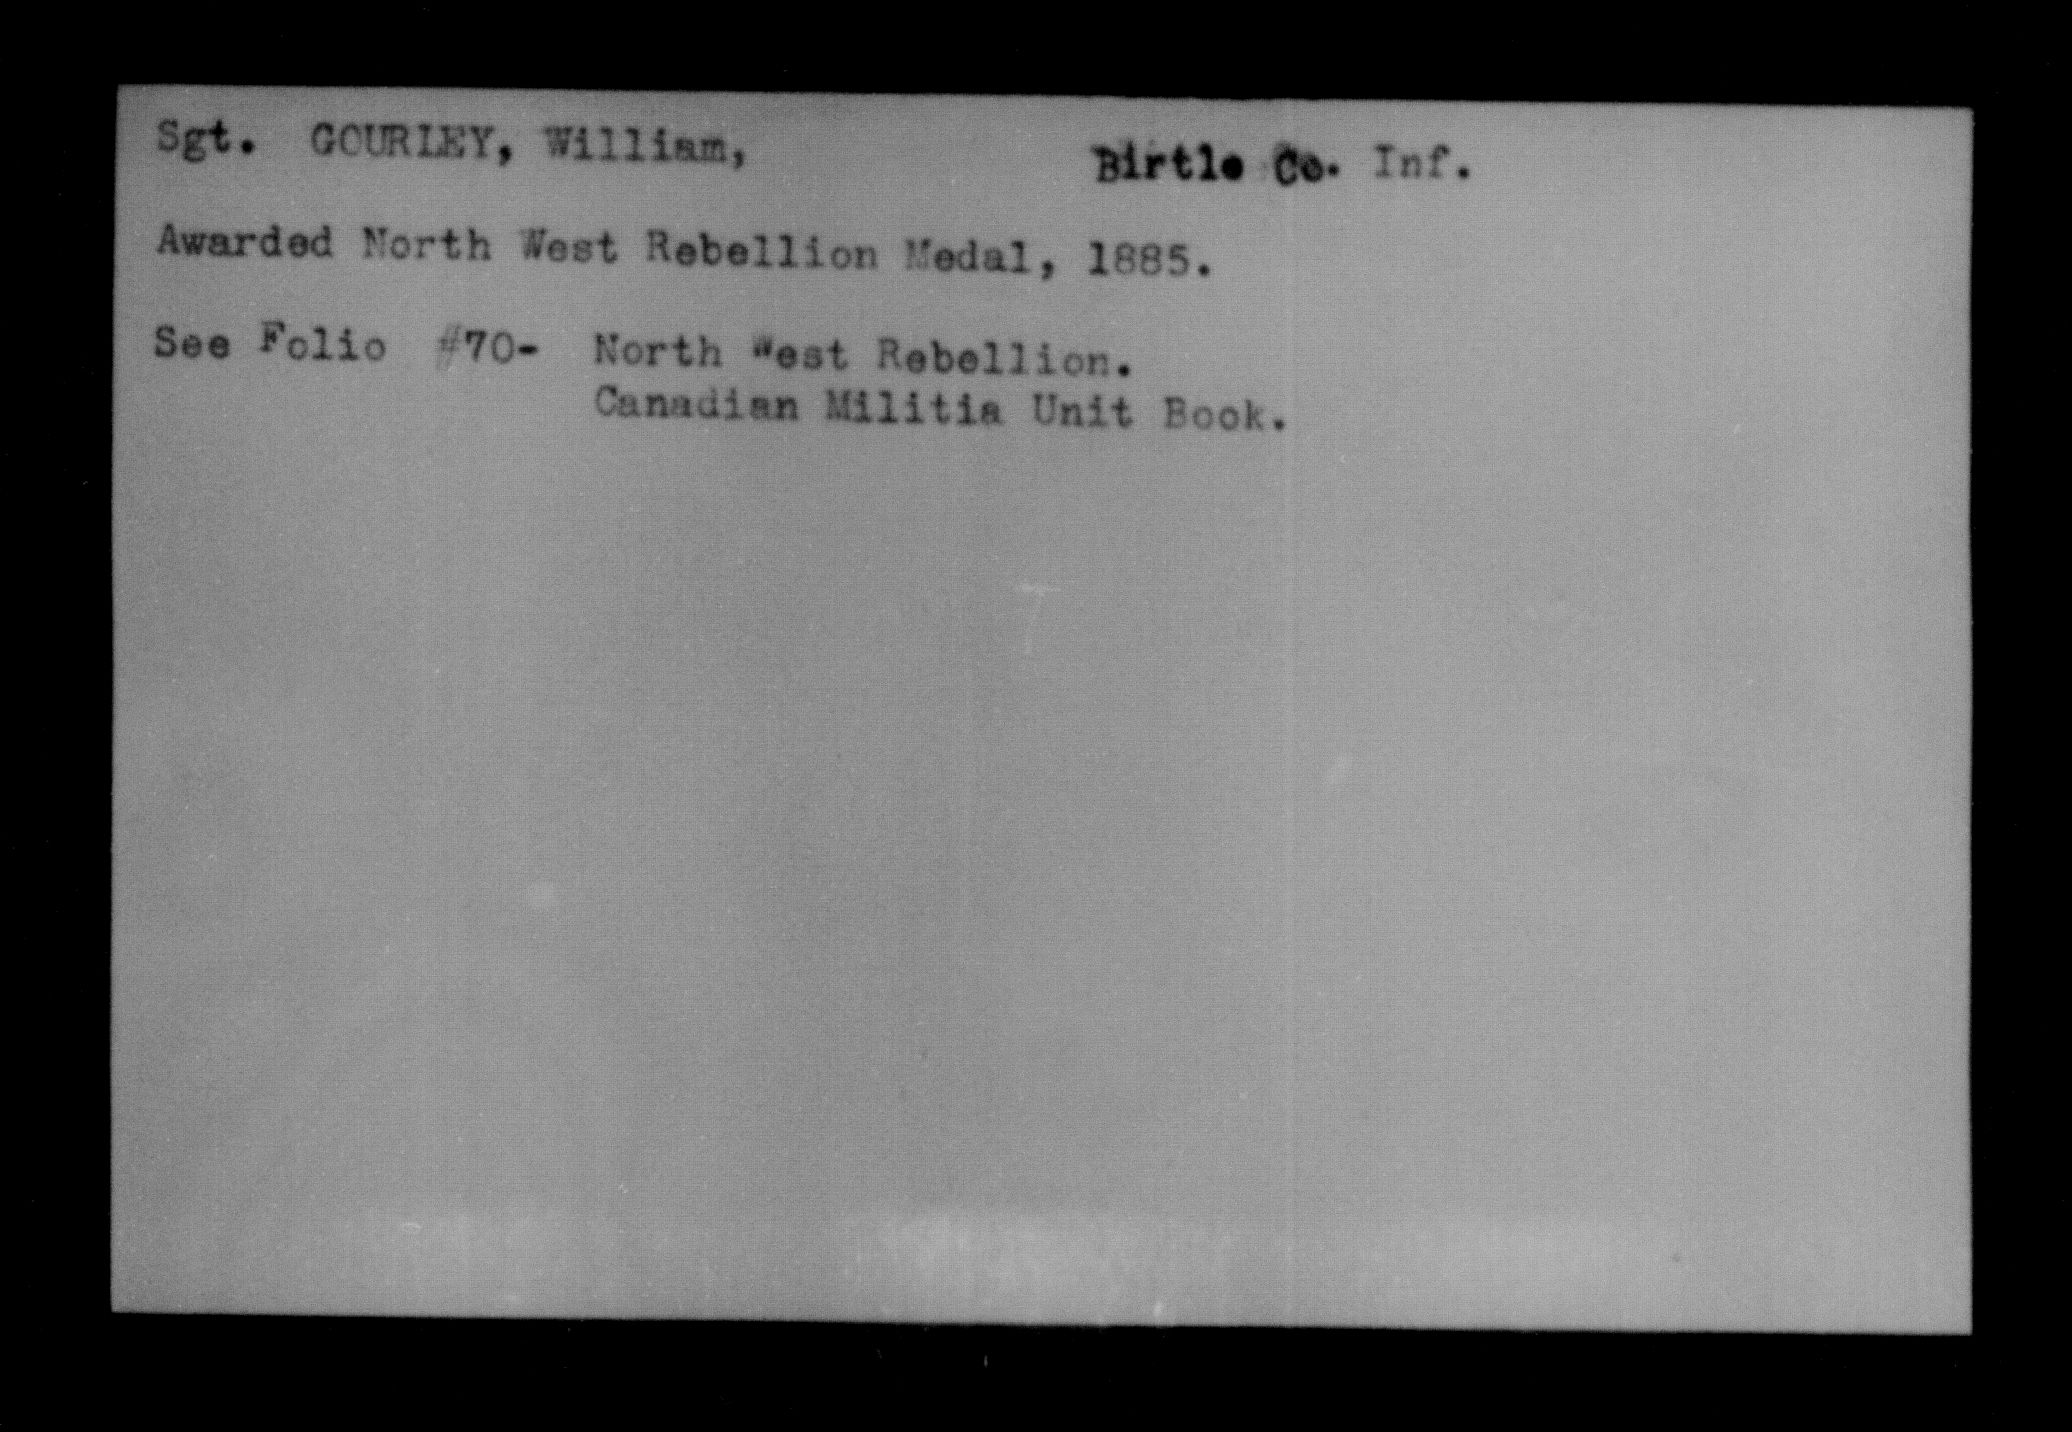 Sgt. GOURLEY, William, Birtle Co. Inf.
Awarded North West Rebellion Medal, 1885.
See Folio #70- North West Rebellion.
Canadian Militia Unit Book.